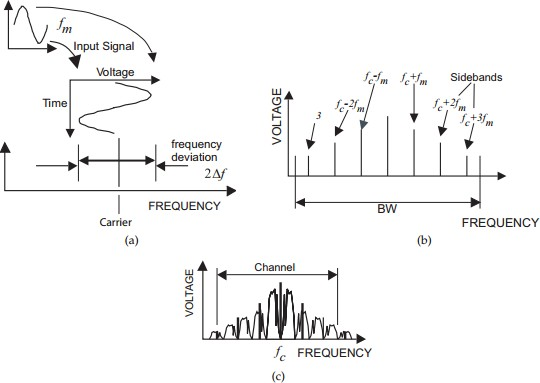 f_m
Input Signal
Voltage
Time
frequency
deviation
2Δf
FREQUENCY
Carrier
(a)
VOLTAGE
3
f_c-2f_m
f_c-f_m
f_c+f_m
Sidebands
f_c+2f_m
f_c+3f_m
BW
FREQUENCY
(b)
VOLTAGE
Channel
f_c
FREQUENCY
(c)